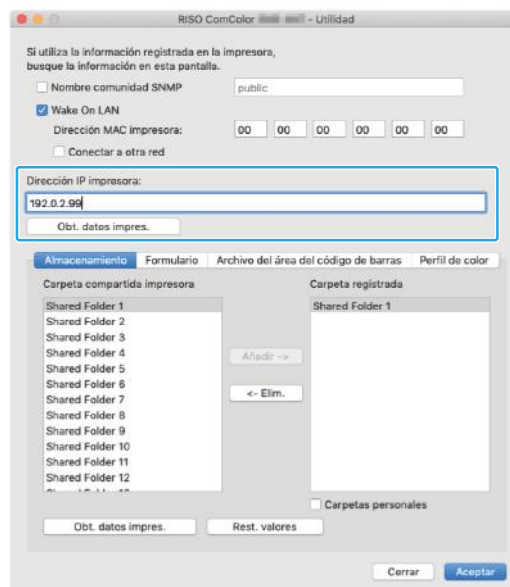 RISO ComColor - Utilidad
Si utiliza la información registrada en la impresora,
busque la información en esta pantalla.
Nombre comunidad SNMP public
Wake On LAN
Dirección MAC impresora: 00 00 00 00 00 00
Conectar a otra red
Dirección IP impresora:
192.0.2.99
Obt. datos impres.
Almacenamiento Formulario Archivo del área del código de barras Perfil de color
Carpeta compartida impresora
Shared Folder 1
Shared Folder 2
Shared Folder 3
Shared Folder 4
Shared Folder 5
Shared Folder 6
Shared Folder 7
Shared Folder 8
Shared Folder 9
Shared Folder 10
Shared Folder 11
Shared Folder 12
Añadir ->
<- Elim.
Carpeta registrada
Shared Folder 1
Carpetas personales
Obt. datos impres. Rest. valores
Cerrar Aceptar